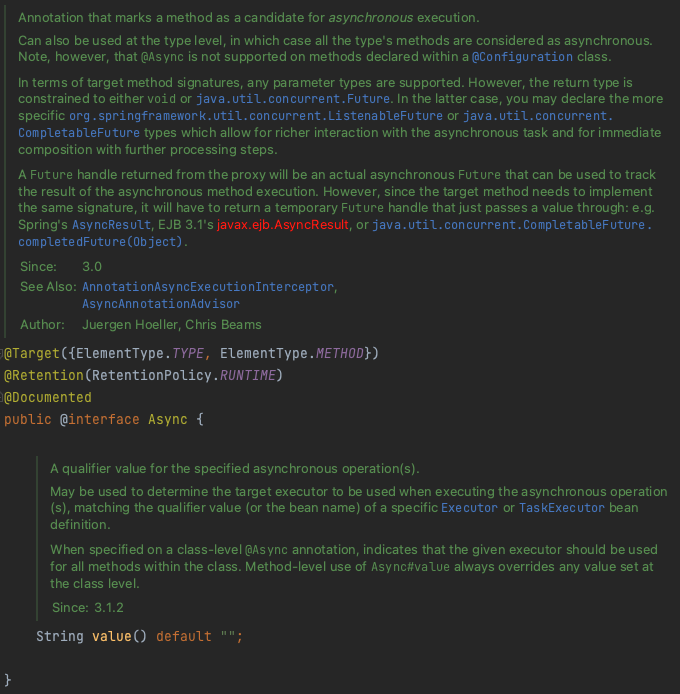 Annotation that marks a method as a candidate for asynchronous execution.
Can also be used at the type level, in which case all the type's methods are considered as asynchronous.
Note, however, that @Async is not supported on methods declared within a @Configuration class.
In terms of target method signatures, any parameter types are supported. However, the return type is
constrained to either void or java.util.concurrent.Future. In the latter case, you may declare the more
specific org.springframework.util.concurrent.ListenableFuture or java.util.concurrent.
CompletableFuture types which allow for richer interaction with the asynchronous task and for immediate
composition with further processing steps.
A Future handle returned from the proxy will be an actual asynchronous Future that can be used to track
the result of the asynchronous method execution. However, since the target method needs to implement
the same signature, it will have to return a temporary Future handle that just passes a value through: e.g.
Spring's AsyncResult, EJB 3.1's javax.ejb.AsyncResult, or java.util.concurrent.CompletableFuture.
completedFuture(Object).
Since: 3.0
See Also: AnnotationAsyncExecutionInterceptor,
AsyncAnnotationAdvisor
Author: Juergen Hoeller, Chris Beams
@Target({ElementType.TYPE, ElementType.METHOD})
@Retention(RetentionPolicy.RUNTIME)
@Documented
public @interface Async {
A qualifier value for the specified asynchronous operation(s).
May be used to determine the target executor to be used when executing the asynchronous operation
(s), matching the qualifier value (or the bean name) of a specific Executor or TaskExecutor bean
definition.
When specified on a class-level @Async annotation, indicates that the given executor should be used
for all methods within the class. Method-level use of Async#value always overrides any value set at
the class level.
Since: 3.1.2
String value() default "";
}